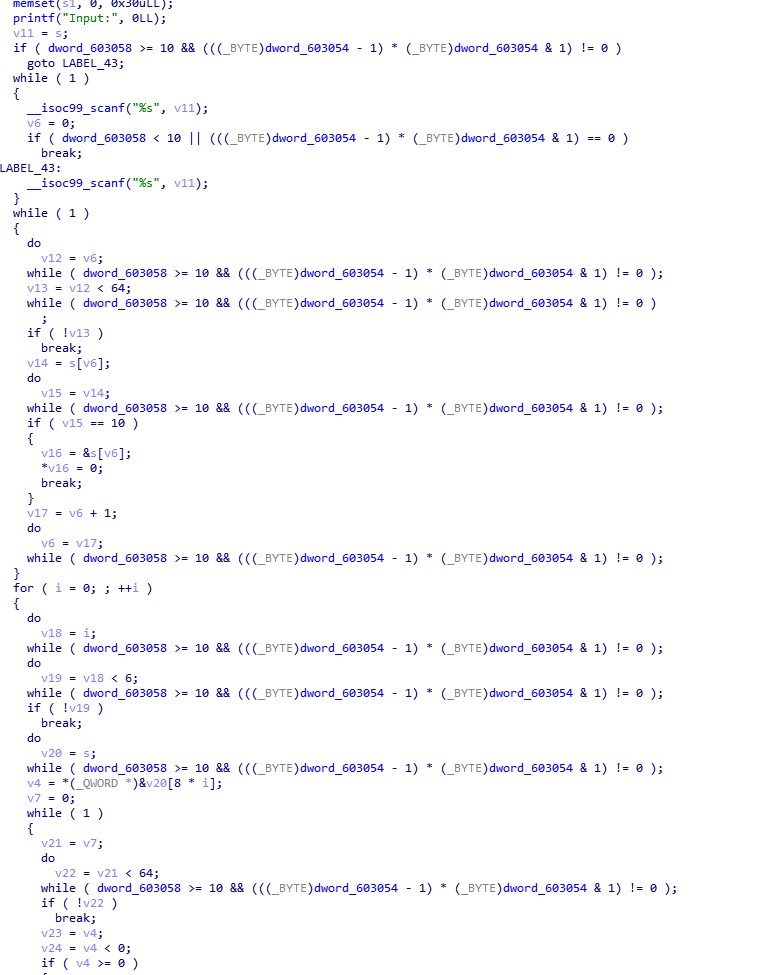 memset(s1, 0, 0x30uLL);
printf("Input:", 0LL);
v11 = s;
if ( dword_603058 >= 10 && (((_BYTE)dword_603054 - 1) * (_BYTE)dword_603054 & 1) != 0 )
goto LABEL_43;
while ( 1 )
{
__isoc99_scanf("%s", v11);
v6 = 0;
if ( dword_603058 < 10 || (((_BYTE)dword_603054 - 1) * (_BYTE)dword_603054 & 1) == 0 )
break;
LABEL_43:
__isoc99_scanf("%s", v11);
}
while ( 1 )
{
do
v12 = v6;
while ( dword_603058 >= 10 && (((_BYTE)dword_603054 - 1) * (_BYTE)dword_603054 & 1) != 0 );
v13 = v12 < 64;
while ( dword_603058 >= 10 && (((_BYTE)dword_603054 - 1) * (_BYTE)dword_603054 & 1) != 0 )
;
if ( !v13 )
break;
v14 = s[v6];
do
v15 = v14;
while ( dword_603058 >= 10 && (((_BYTE)dword_603054 - 1) * (_BYTE)dword_603054 & 1) != 0 );
if ( v15 == 10 )
{
v16 = &s[v6];
*v16 = 0;
break;
}
v17 = v6 + 1;
do
v6 = v17;
while ( dword_603058 >= 10 && (((_BYTE)dword_603054 - 1) * (_BYTE)dword_603054 & 1) != 0 );
}
for ( i = 0; ; ++i )
{
do
v18 = i;
while ( dword_603058 >= 10 && (((_BYTE)dword_603054 - 1) * (_BYTE)dword_603054 & 1) != 0 );
do
v19 = v18 < 6;
while ( dword_603058 >= 10 && (((_BYTE)dword_603054 - 1) * (_BYTE)dword_603054 & 1) != 0 );
if ( !v19 )
break;
do
v20 = s;
while ( dword_603058 >= 10 && (((_BYTE)dword_603054 - 1) * (_BYTE)dword_603054 & 1) != 0 );
v4 = *(_QWORD *)&v20[8 * i];
v7 = 0;
while ( 1 )
{
v21 = v7;
do
v22 = v21 < 64;
while ( dword_603058 >= 10 && (((_BYTE)dword_603054 - 1) * (_BYTE)dword_603054 & 1) != 0 );
if ( !v22 )
break;
v23 = v4;
v24 = v4 < 0;
if ( v4 >= 0 )